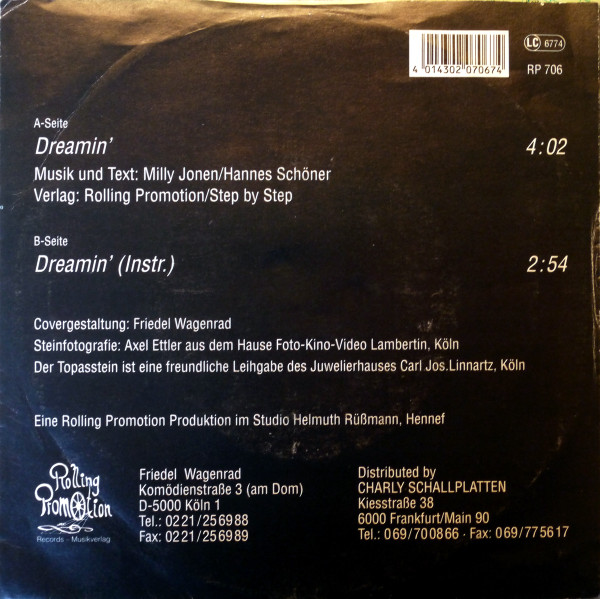 LC 6774
4 014302 070674
RP 706
A-Seite
Dreamin' 4:02
Musik und Text: Milly Jonen/Hannes Schöner
Verlag: Rolling Promotion/Step by Step
B-Seite
Dreamin' (Instr.) 2:54
Covergestaltung: Friedel Wagenrad
Steinfotografie: Axel Ettler aus dem Hause Foto-Kino-Video Lambertin, Köln
Der Topasstein ist eine freundliche Leihgabe des Juwelierhauses Carl Jos.Linnartz, Köln
Eine Rolling Promotion Produktion im Studio Helmuth Rüßmann, Hennef
Rolling
Promotion
Records - Musikverlag
Friedel Wagenrad
Komödienstraße 3 (am Dom)
D-5000 Köln 1
Tel.: 0221/256988
Fax: 0221/256989
Distributed by
CHARLY SCHALLPLATTEN
Kiesstraße 38
6000 Frankfurt/Main 90
Tel.: 069/700866 · Fax: 069/775617